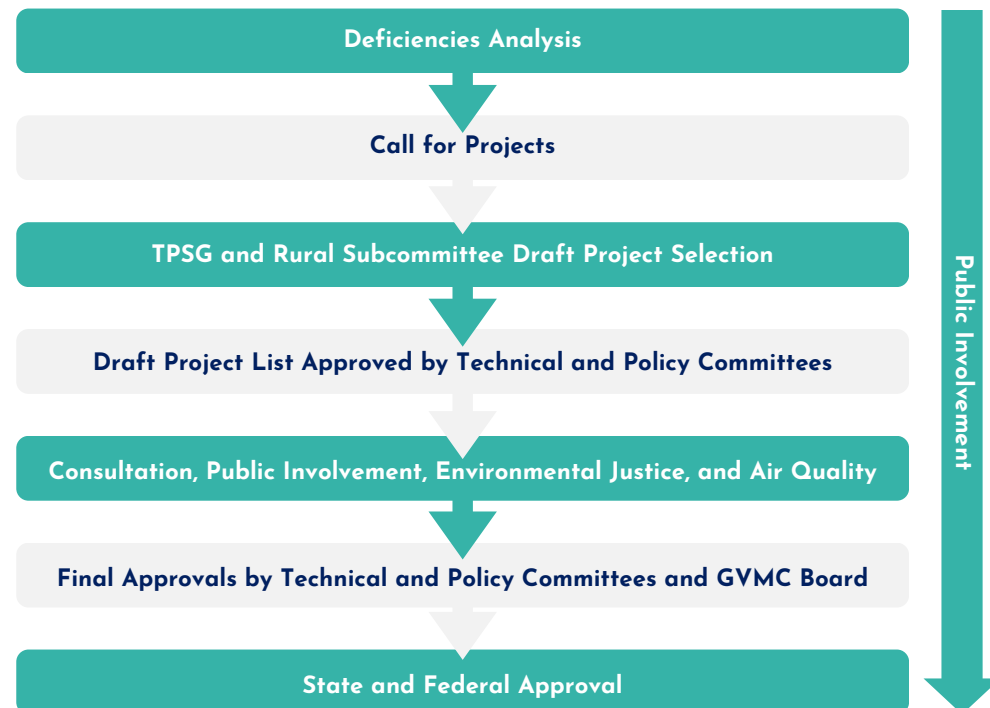 Deficiencies Analysis
Call for Projects
TPSG and Rural Subcommittee Draft Project Selection
Draft Project List Approved by Technical and Policy Committees
Consultation, Public Involvement, Environmental Justice, and Air Quality
Final Approvals by Technical and Policy Committees and GVMC Board
State and Federal Approval
Public Involvement